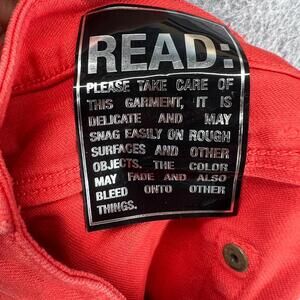 READ:
PLEASE TAKE CARE OF
THIS GARMENT, IT IS
DELICATE AND MAY
SNAG EASILY ON ROUGH
SURFACES AND OTHER
OBJECTS. THE COLOR
MAY FADE AND ALSO
BLEED ONTO OTHER
THINGS.